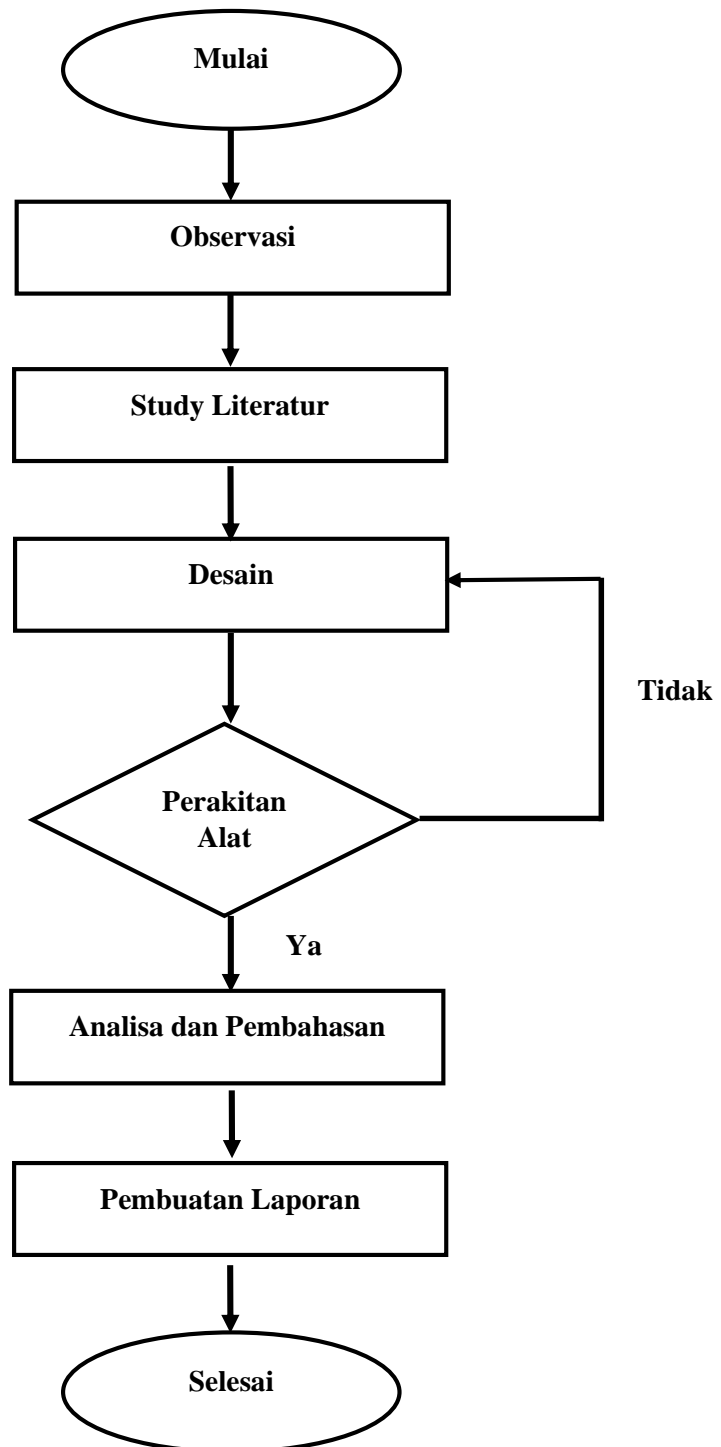 Mulai
Observasi
Study Literatur
Desain
Tidak
Perakitan
Alat
Ya
Analisa dan Pembahasan
Pembuatan Laporan
Selesai